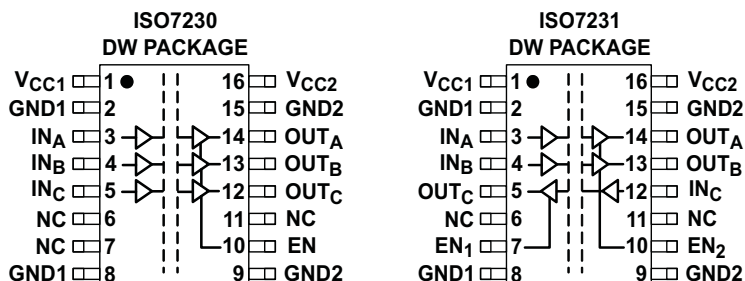 ISO7230
DW PACKAGE
VCC1 1 16 VCC2
GND1 2 15 GND2
INA 3 14 OUTA
INB 4 13 OUTB
INC 5 12 OUTC
NC 6 11 NC
NC 7 10 EN
GND1 8 9 GND2
ISO7231
DW PACKAGE
VCC1 1 16 VCC2
GND1 2 15 GND2
INA 3 14 OUTA
INB 4 13 OUTB
OUTC 5 12 INC
NC 6 11 NC
EN1 7 10 EN2
GND1 8 9 GND2